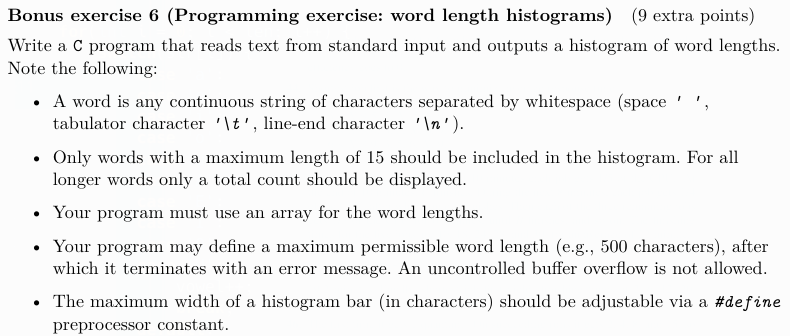 Bonus exercise 6 (Programming exercise: word length histograms) (9 extra points)
Write a C program that reads text from standard input and outputs a histogram of word lengths.
Note the following:
• A word is any continuous string of characters separated by whitespace (space ' ',
tabulator character '\t', line-end character '\n').
• Only words with a maximum length of 15 should be included in the histogram. For all
longer words only a total count should be displayed.
• Your program must use an array for the word lengths.
• Your program may define a maximum permissible word length (e.g., 500 characters), after
which it terminates with an error message. An uncontrolled buffer overflow is not allowed.
• The maximum width of a histogram bar (in characters) should be adjustable via a #define
preprocessor constant.